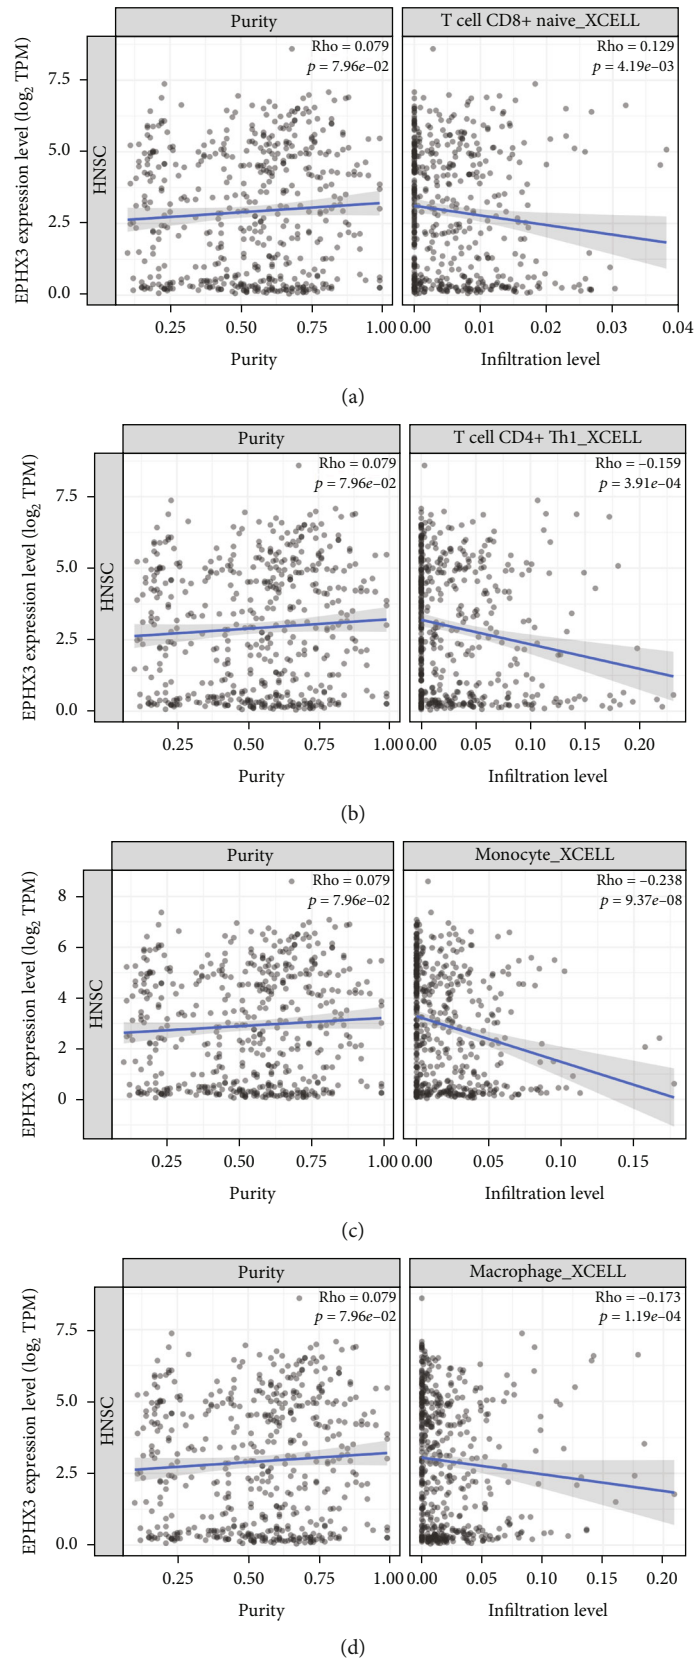 Purity
T cell CD8+ naive_XCELL
Rho = 0.079
p = 7.96e–02
Rho = 0.129
p = 4.19e–03
EPHX3 expression level (log2 TPM)
HNSC
7.5
5.0
2.5
0.0
0.25 0.50 0.75 1.00
0.00 0.01 0.02 0.03 0.04
Purity
Infiltration level
(a)
Purity
T cell CD4+ Th1_XCELL
Rho = 0.079
p = 7.96e–02
Rho = –0.159
p = 3.91e–04
EPHX3 expression level (log2 TPM)
HNSC
7.5
5.0
2.5
0.0
0.25 0.50 0.75 1.00
0.00 0.05 0.10 0.15 0.20
Purity
Infiltration level
(b)
Purity
Monocyte_XCELL
Rho = 0.079
p = 7.96e–02
Rho = –0.238
p = 9.37e–08
EPHX3 expression level (log2 TPM)
HNSC
8
6
4
2
0
0.25 0.50 0.75 1.00
0.00 0.05 0.10 0.15
Purity
Infiltration level
(c)
Purity
Macrophage_XCELL
Rho = 0.079
p = 7.96e–02
Rho = –0.173
p = 1.19e–04
EPHX3 expression level (log2 TPM)
HNSC
7.5
5.0
2.5
0.0
0.25 0.50 0.75 1.00
0.00 0.05 0.10 0.15 0.20
Purity
Infiltration level
(d)